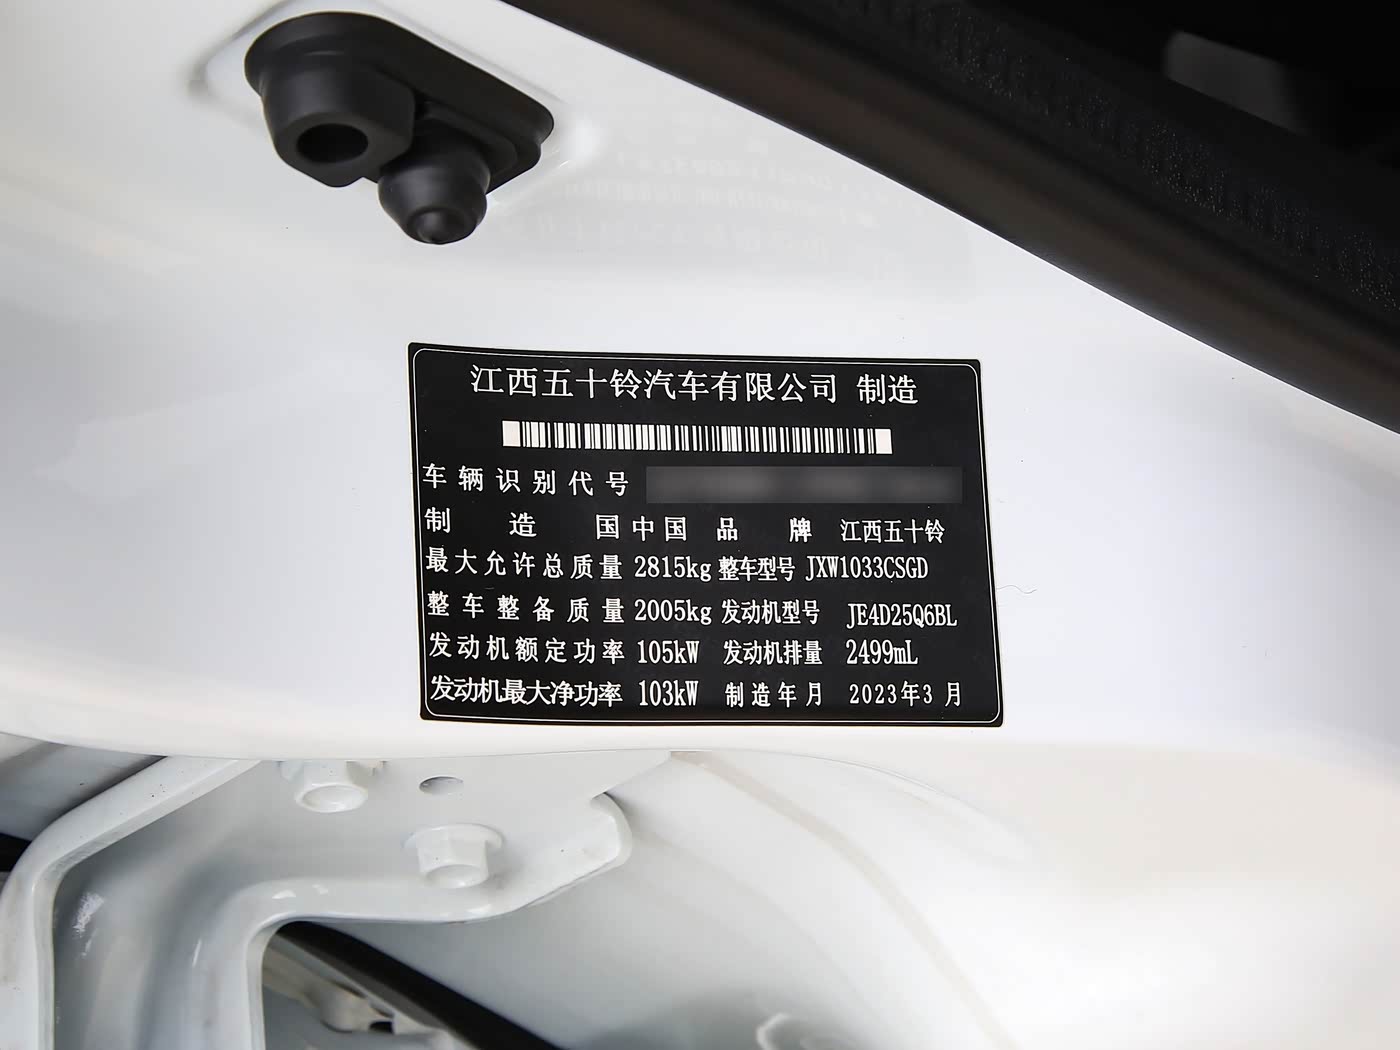 江西五十铃汽车有限公司 制造
车辆识别代号
制造国 中国 品牌 江西五十铃
最大允许总质量 2815kg 整车型号 JXW1033CSGD
整车整备质量 2005kg 发动机型号 JE4D25Q6BL
发动机额定功率 105kW 发动机排量 2499mL
发动机最大净功率 103kW 制造年月 2023年3月